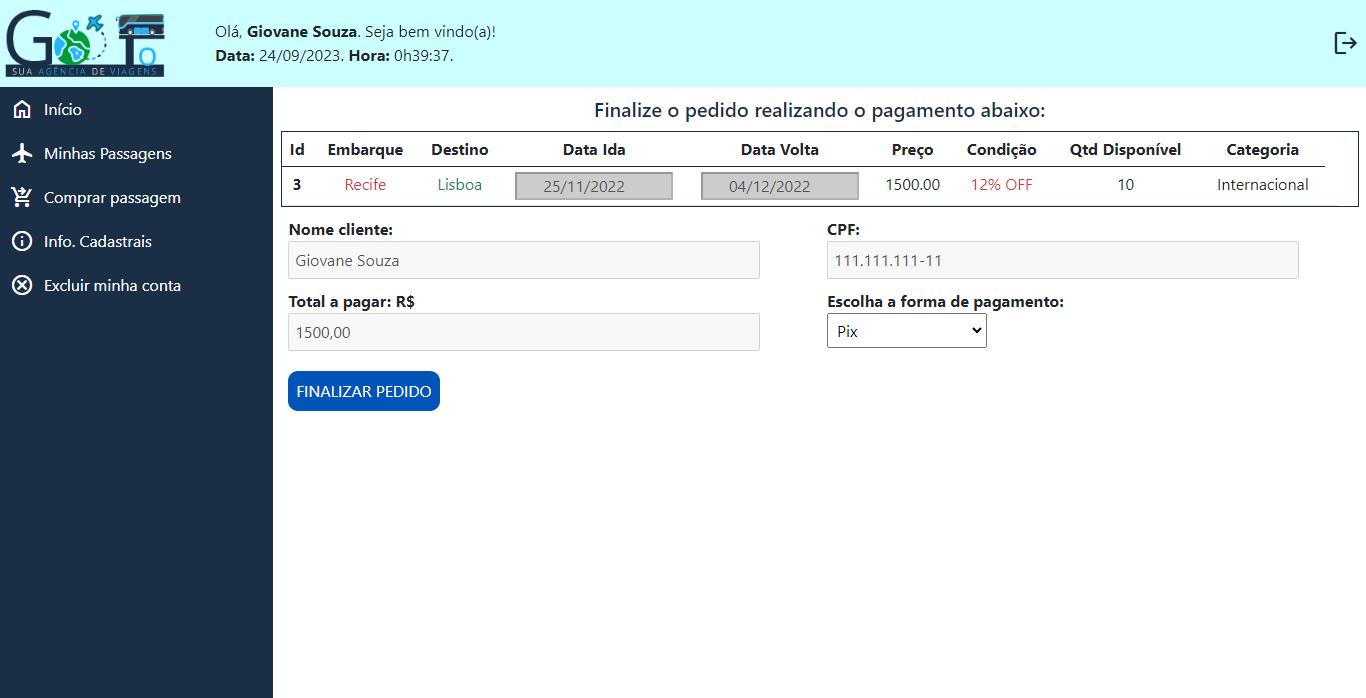 GoTo
SUA AGÊNCIA DE VIAGENS
Olá, Giovane Souza. Seja bem vindo(a)!
Data: 24/09/2023. Hora: 0h39:37.
Início
Minhas Passagens
Comprar passagem
Info. Cadastrais
Excluir minha conta
Finalize o pedido realizando o pagamento abaixo:
Id Embarque Destino Data Ida Data Volta Preço Condição Qtd Disponível Categoria
3 Recife Lisboa 25/11/2022 04/12/2022 1500.00 12% OFF 10 Internacional
Nome cliente: CPF:
Giovane Souza 111.111.111-11
Total a pagar: R$ Escolha a forma de pagamento:
1500,00 Pix
FINALIZAR PEDIDO